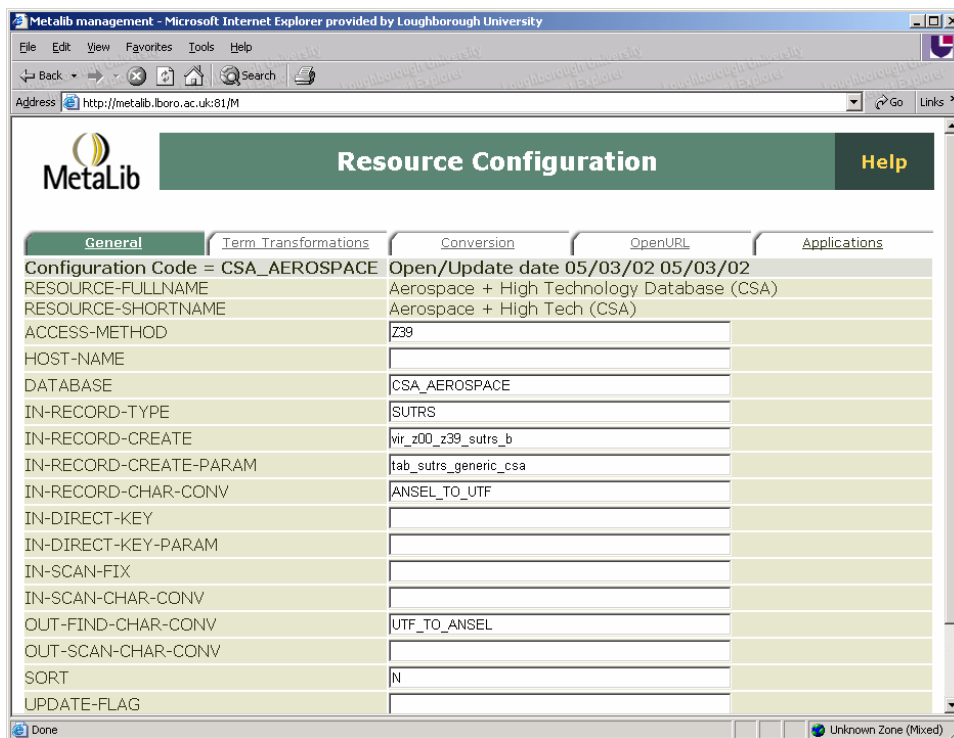 Metalib management - Microsoft Internet Explorer provided by Loughborough University
File Edit View Favorites Tools Help
Back Search
Address http://metalib.lboro.ac.uk:81/M Go Links
MetaLib Resource Configuration Help
General Term Transformations Conversion OpenURL Applications
Configuration Code = CSA_AEROSPACE Open/Update date 05/03/02 05/03/02
RESOURCE-FULLNAME Aerospace + High Technology Database (CSA)
RESOURCE-SHORTNAME Aerospace + High Tech (CSA)
ACCESS-METHOD Z39
HOST-NAME
DATABASE CSA_AEROSPACE
IN-RECORD-TYPE SUTRS
IN-RECORD-CREATE vir_z00_z39_sutrs_b
IN-RECORD-CREATE-PARAM tab_sutrs_generic_csa
IN-RECORD-CHAR-CONV ANSEL_TO_UTF
IN-DIRECT-KEY
IN-DIRECT-KEY-PARAM
IN-SCAN-FIX
IN-SCAN-CHAR-CONV
OUT-FIND-CHAR-CONV UTF_TO_ANSEL
OUT-SCAN-CHAR-CONV
SORT N
UPDATE-FLAG
Done Unknown Zone (Mixed)